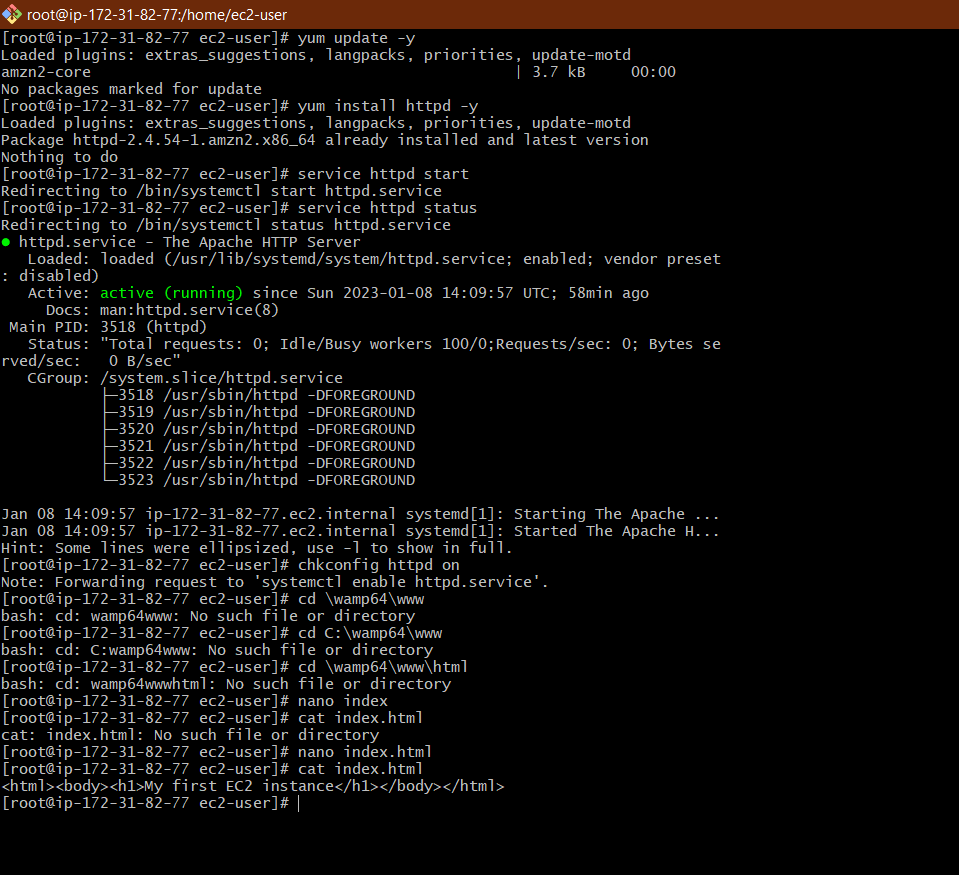 root@ip-172-31-82-77:/home/ec2-user
[root@ip-172-31-82-77 ec2-user]# yum update -y
Loaded plugins: extras_suggestions, langpacks, priorities, update-motd
amzn2-core                                               | 3.7 kB     00:00
No packages marked for update
[root@ip-172-31-82-77 ec2-user]# yum install httpd -y
Loaded plugins: extras_suggestions, langpacks, priorities, update-motd
Package httpd-2.4.54-1.amzn2.x86_64 already installed and latest version
Nothing to do
[root@ip-172-31-82-77 ec2-user]# service httpd start
Redirecting to /bin/systemctl start httpd.service
[root@ip-172-31-82-77 ec2-user]# service httpd status
Redirecting to /bin/systemctl status httpd.service
● httpd.service - The Apache HTTP Server
   Loaded: loaded (/usr/lib/systemd/system/httpd.service; enabled; vendor preset
: disabled)
   Active: active (running) since Sun 2023-01-08 14:09:57 UTC; 58min ago
     Docs: man:httpd.service(8)
 Main PID: 3518 (httpd)
   Status: "Total requests: 0; Idle/Busy workers 100/0;Requests/sec: 0; Bytes se
rved/sec:   0 B/sec"
   CGroup: /system.slice/httpd.service
           ├─3518 /usr/sbin/httpd -DFOREGROUND
           ├─3519 /usr/sbin/httpd -DFOREGROUND
           ├─3520 /usr/sbin/httpd -DFOREGROUND
           ├─3521 /usr/sbin/httpd -DFOREGROUND
           ├─3522 /usr/sbin/httpd -DFOREGROUND
           └─3523 /usr/sbin/httpd -DFOREGROUND
Jan 08 14:09:57 ip-172-31-82-77.ec2.internal systemd[1]: Starting The Apache ...
Jan 08 14:09:57 ip-172-31-82-77.ec2.internal systemd[1]: Started The Apache H...
Hint: Some lines were ellipsized, use -l to show in full.
[root@ip-172-31-82-77 ec2-user]# chkconfig httpd on
Note: Forwarding request to 'systemctl enable httpd.service'.
[root@ip-172-31-82-77 ec2-user]# cd \wamp64\www
bash: cd: wamp64www: No such file or directory
[root@ip-172-31-82-77 ec2-user]# cd C:\wamp64\www
bash: cd: C:wamp64www: No such file or directory
[root@ip-172-31-82-77 ec2-user]# cd \wamp64\www\html
bash: cd: wamp64wwwhtml: No such file or directory
[root@ip-172-31-82-77 ec2-user]# nano index
[root@ip-172-31-82-77 ec2-user]# cat index.html
cat: index.html: No such file or directory
[root@ip-172-31-82-77 ec2-user]# nano index.html
[root@ip-172-31-82-77 ec2-user]# cat index.html
<html><body><h1>My first EC2 instance</h1></body></html>
[root@ip-172-31-82-77 ec2-user]#